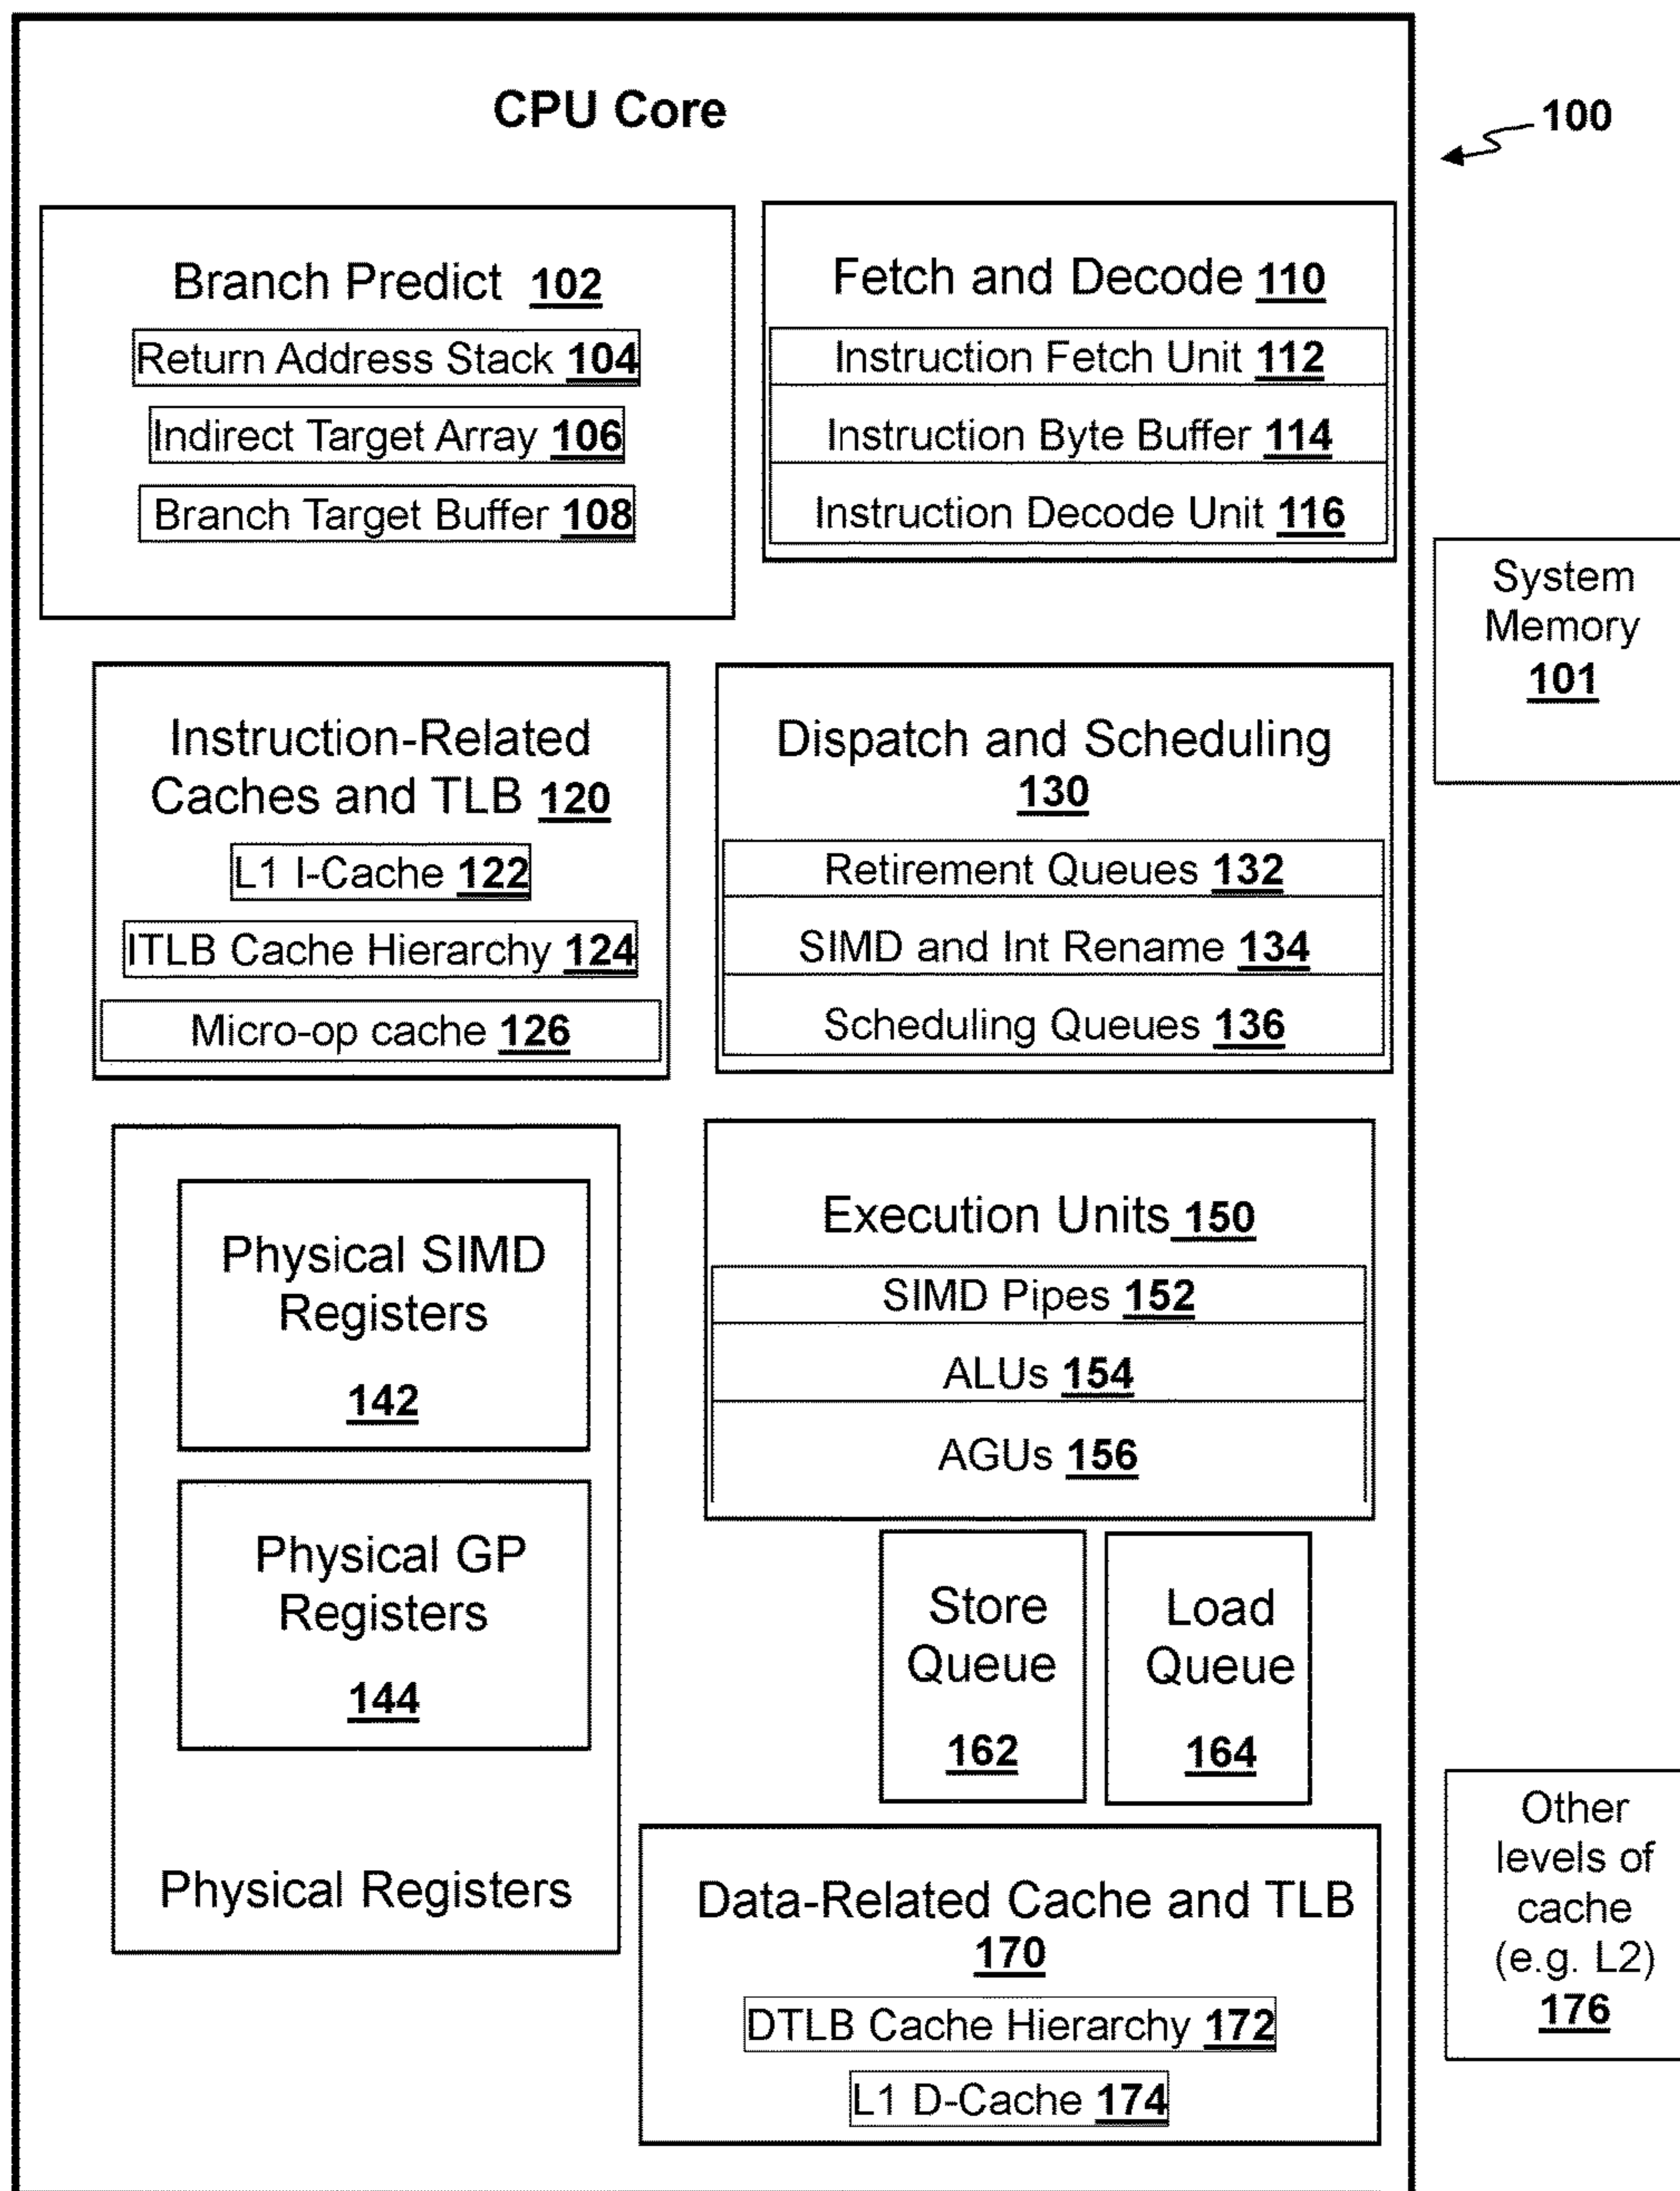 CPU Core
100
Branch Predict 102
Return Address Stack 104
Indirect Target Array 106
Branch Target Buffer 108
Fetch and Decode 110
Instruction Fetch Unit 112
Instruction Byte Buffer 114
Instruction Decode Unit 116
System
Memory
101
Instruction-Related
Caches and TLB 120
L1 I-Cache 122
ITLB Cache Hierarchy 124
Micro-op cache 126
Dispatch and Scheduling
130
Retirement Queues 132
SIMD and Int Rename 134
Scheduling Queues 136
Physical SIMD
Registers
142
Physical GP
Registers
144
Physical Registers
Execution Units 150
SIMD Pipes 152
ALUs 154
AGUs 156
Store
Queue
162
Load
Queue
164
Data-Related Cache and TLB
170
DTLB Cache Hierarchy 172
L1 D-Cache 174
Other
levels of
cache
(e.g. L2)
176